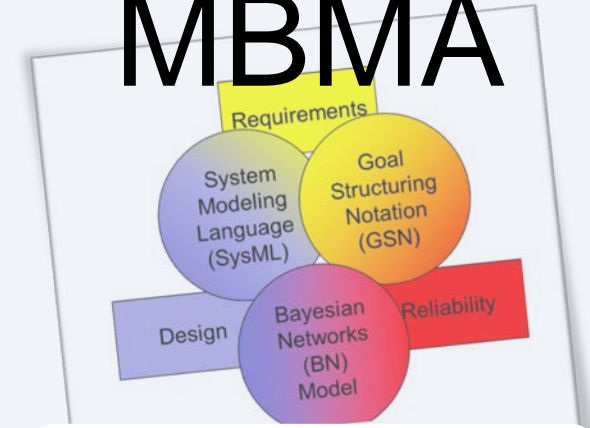 MBMA
Requirements
System
Modeling
Language
(SysML)
Goal
Structuring
Notation
(GSN)
Design
Bayesian
Networks
(BN)
Model
Reliability